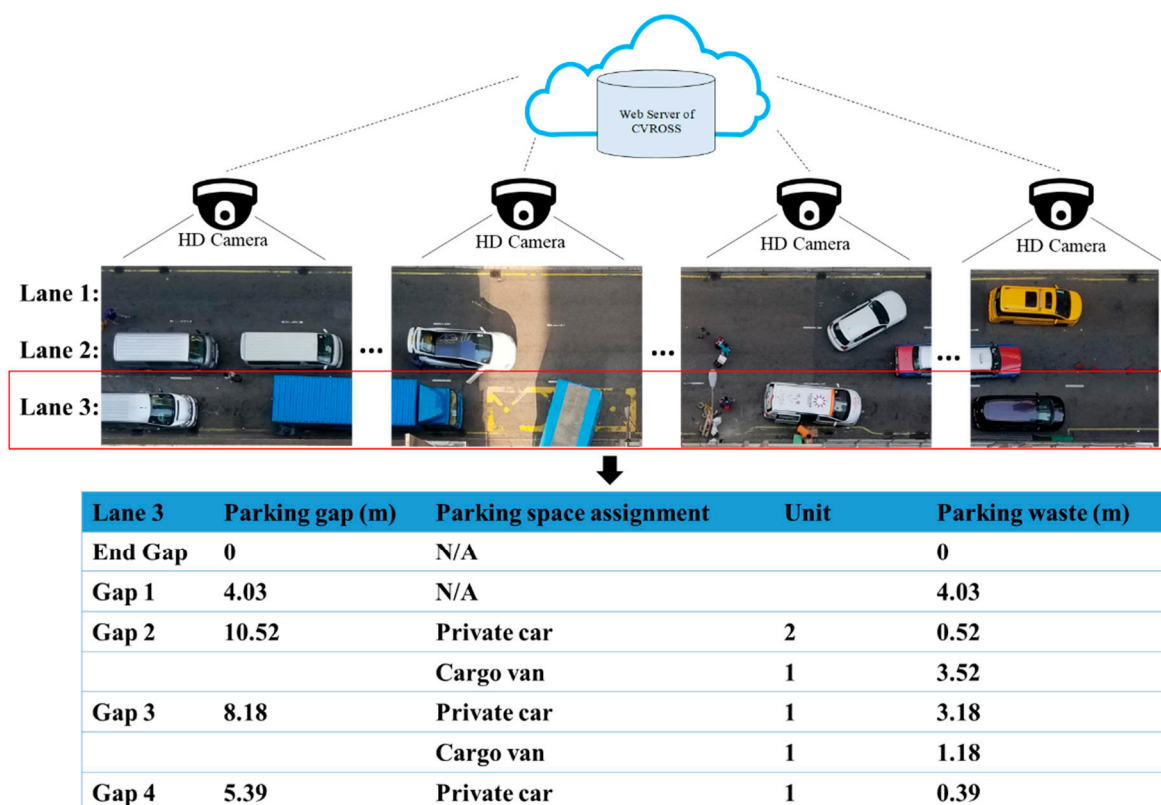 Web Server of
CVROSS
HD Camera HD Camera HD Camera HD Camera
Lane 1:
Lane 2:
... ... ...
Lane 3:
Lane 3 Parking gap (m) Parking space assignment Unit Parking waste (m)
End Gap 0 N/A 0
Gap 1 4.03 N/A 4.03
Gap 2 10.52 Private car 2 0.52
Cargo van 1 3.52
Gap 3 8.18 Private car 1 3.18
Cargo van 1 1.18
Gap 4 5.39 Private car 1 0.39